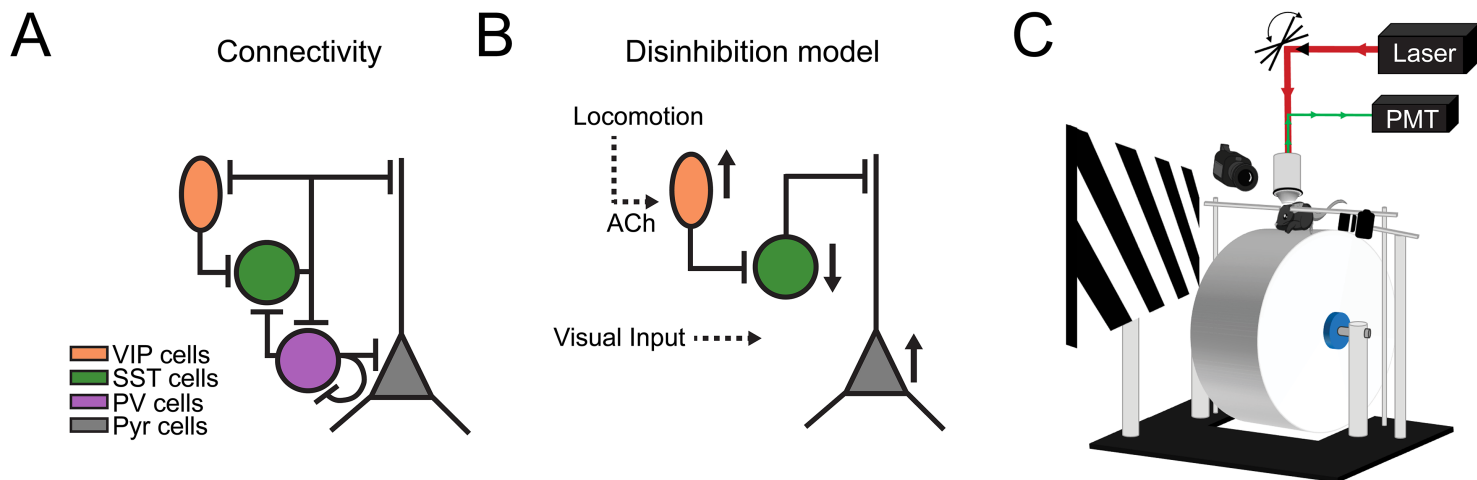 A
Connectivity
VIP cells
SST cells
PV cells
Pyr cells
B
Disinhibition model
Locomotion
ACh
Visual Input
C
Laser
PMT